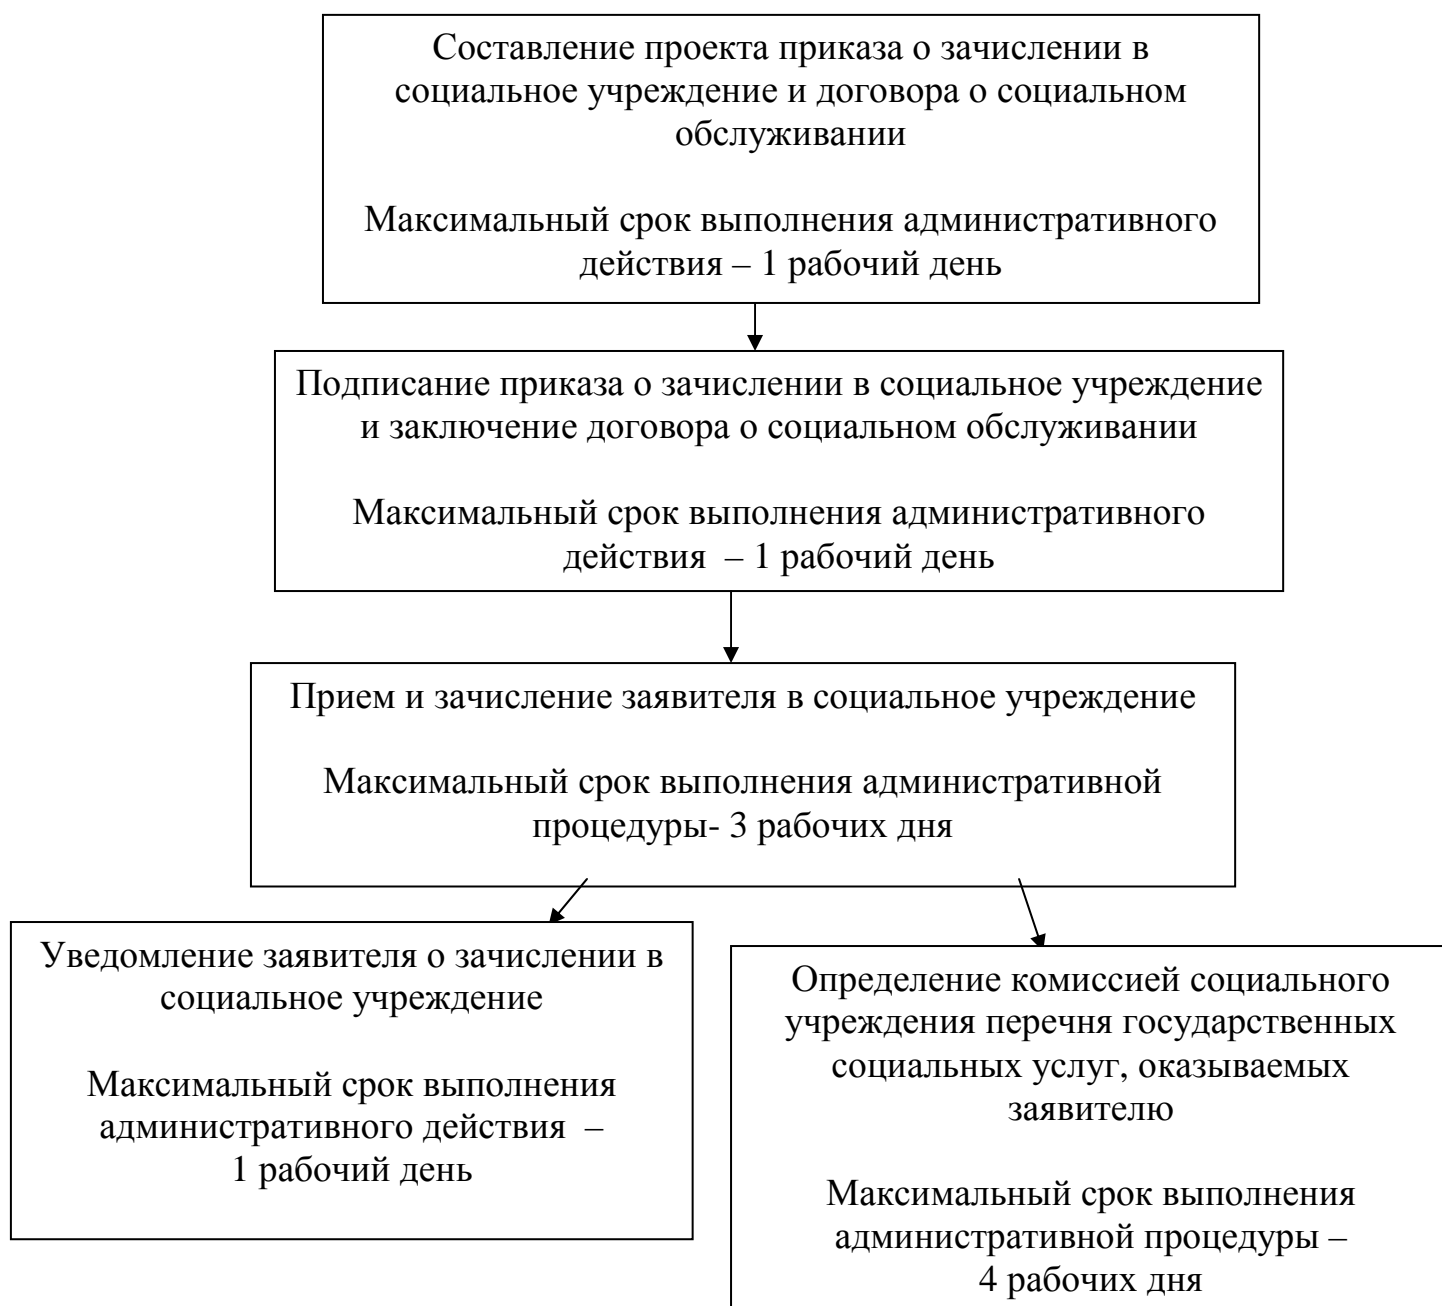 Составление проекта приказа о зачислении в
социальное учреждение и договора о социальном
обслуживании
Максимальный срок выполнения административного
действия – 1 рабочий день
Подписание приказа о зачислении в социальное учреждение
и заключение договора о социальном обслуживании
Максимальный срок выполнения административного
действия – 1 рабочий день
Прием и зачисление заявителя в социальное учреждение
Максимальный срок выполнения административной
процедуры- 3 рабочих дня
Уведомление заявителя о зачислении в
социальное учреждение
Максимальный срок выполнения
административного действия –
1 рабочий день
Определение комиссией социального
учреждения перечня государственных
социальных услуг, оказываемых
заявителю
Максимальный срок выполнения
административной процедуры –
4 рабочих дня